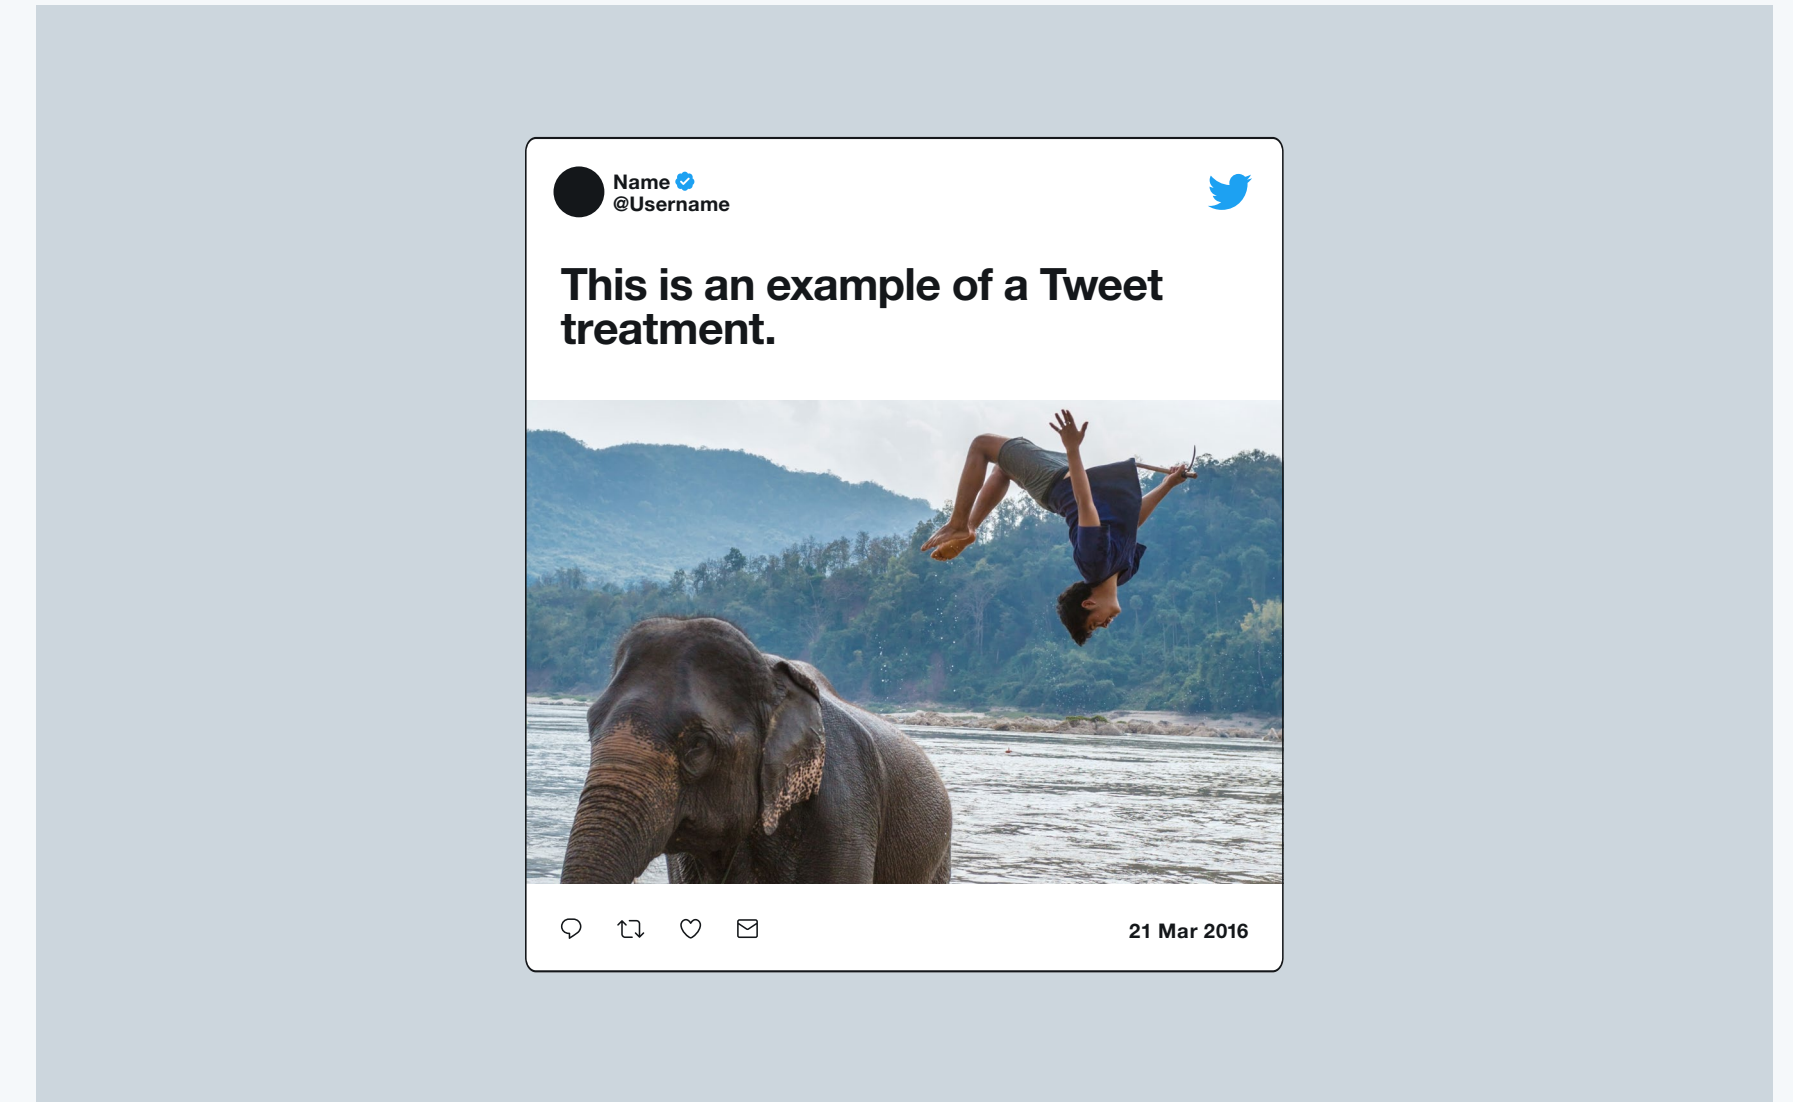 Name
@Username
This is an example of a Tweet
treatment.
21 Mar 2016